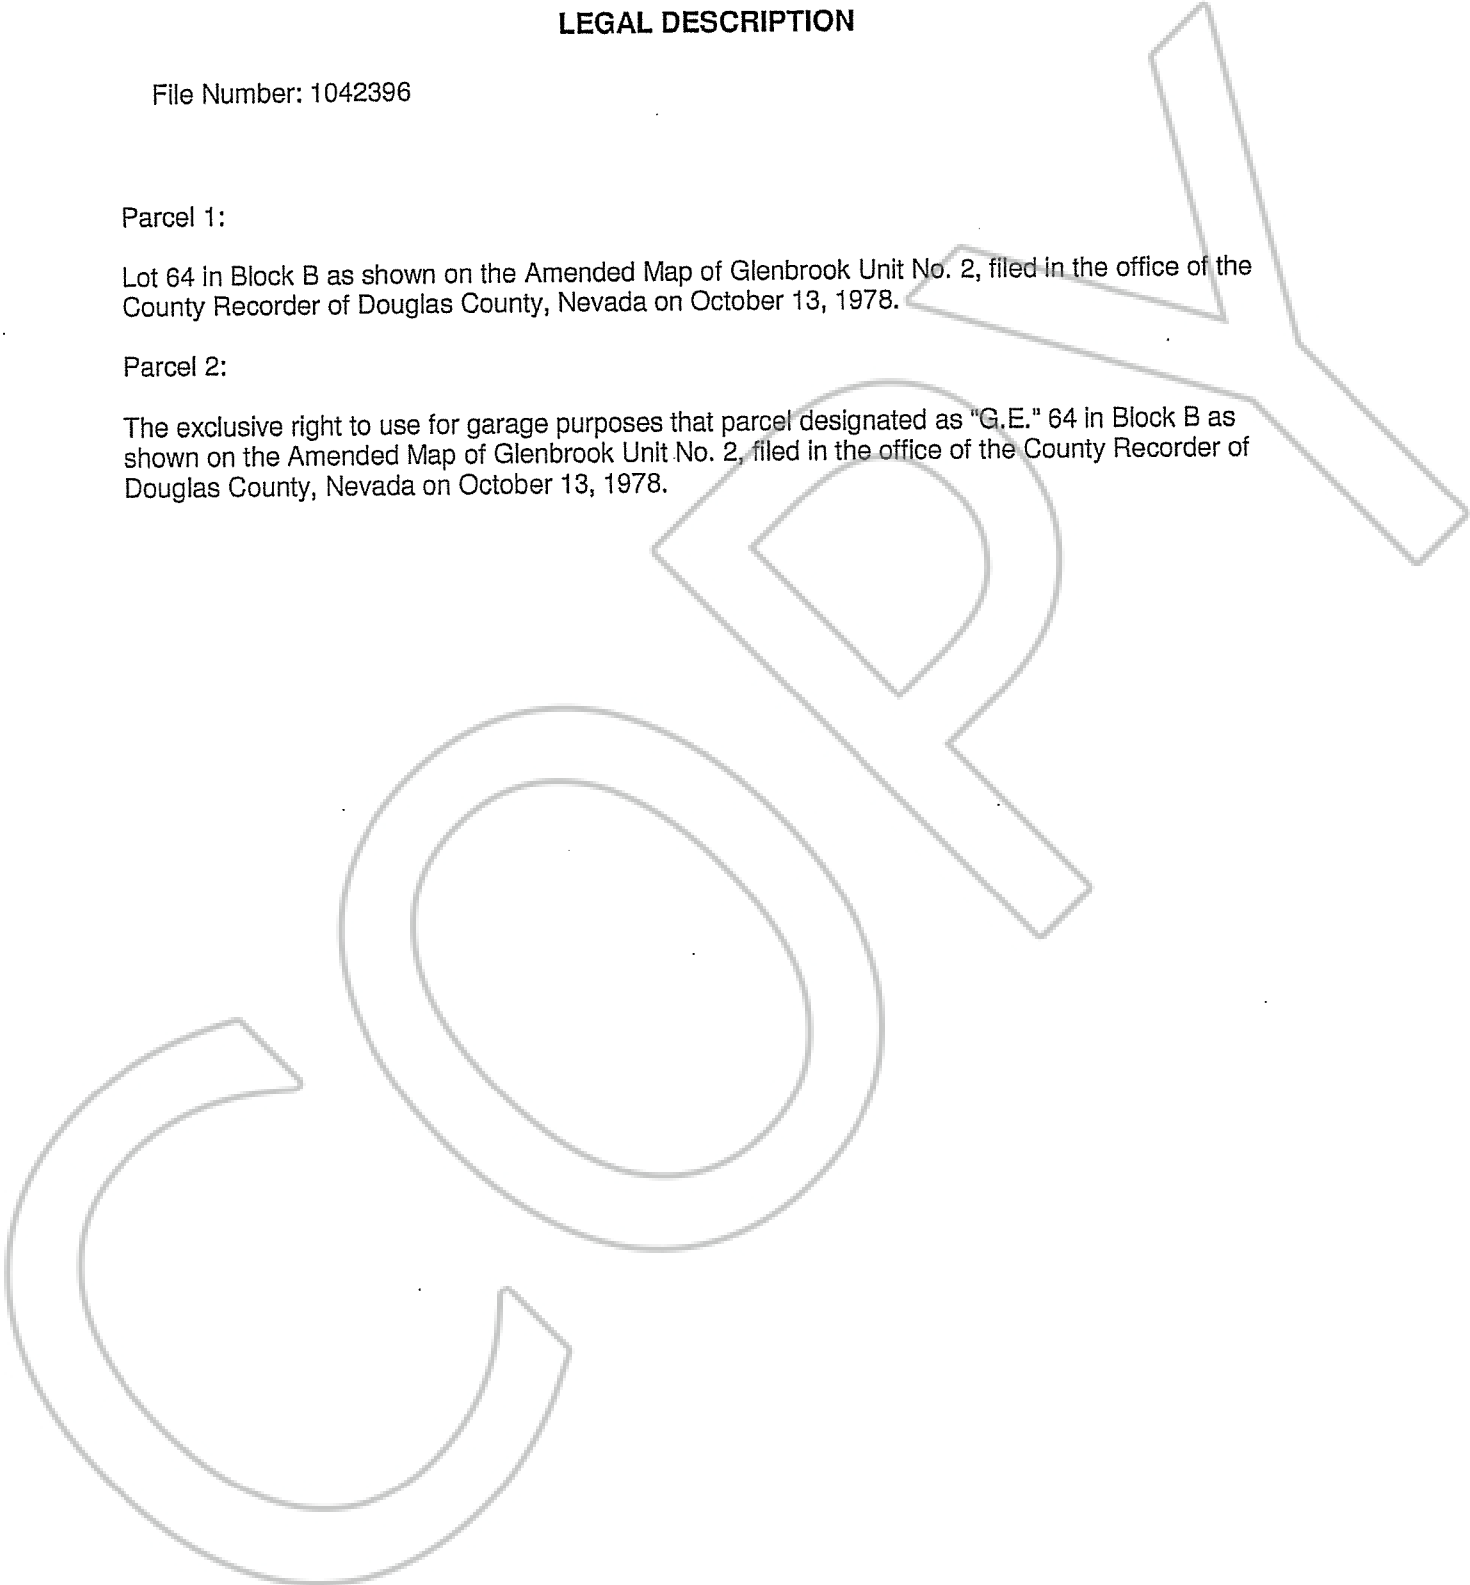 LEGAL DESCRIPTION
File Number: 1042396
Parcel 1:
Lot 64 in Block B as shown on the Amended Map of Glenbrook Unit No. 2, filed in the office of the
County Recorder of Douglas County, Nevada on October 13, 1978.
Parcel 2:
The exclusive right to use for garage purposes that parcel designated as "G.E." 64 in Block B as
shown on the Amended Map of Glenbrook Unit No. 2, filed in the office of the County Recorder of
Douglas County, Nevada on October 13, 1978.
COPY